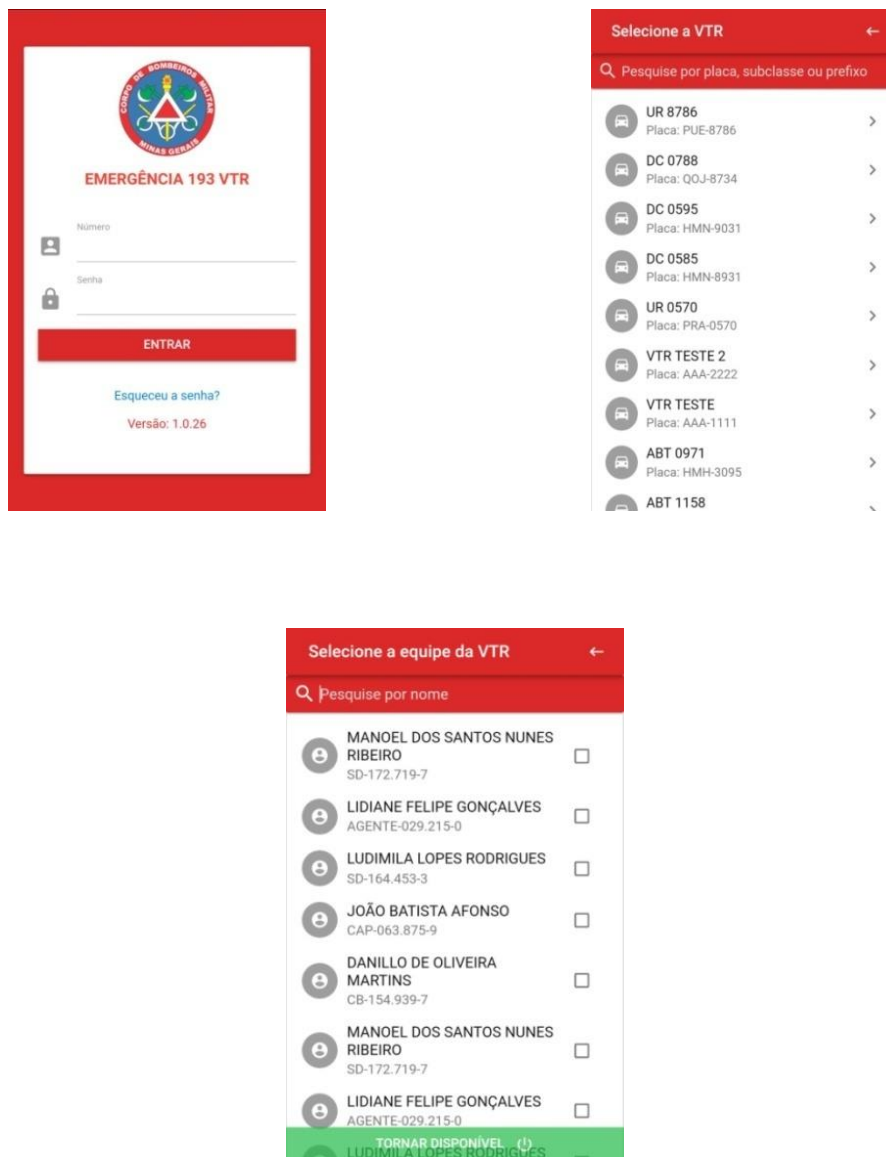 CORPO DE BOMBEIROS MILITAR
MINAS GERAIS
EMERGÊNCIA 193 VTR
Número
Senha
ENTRAR
Esqueceu a senha?
Versão: 1.0.26
Selecione a VTR
Pesquise por placa, subclasse ou prefixo
UR 8786
Placa: PUE-8786
DC 0788
Placa: QOJ-8734
DC 0595
Placa: HMN-9031
DC 0585
Placa: HMN-8931
UR 0570
Placa: PRA-0570
VTR TESTE 2
Placa: AAA-2222
VTR TESTE
Placa: AAA-1111
ABT 0971
Placa: HMH-3095
ABT 1158
Selecione a equipe da VTR
Pesquise por nome
MANOEL DOS SANTOS NUNES
RIBEIRO
SD-172.719-7
LIDIANE FELIPE GONÇALVES
AGENTE-029.215-0
LUDIMILA LOPES RODRIGUES
SD-164.453-3
JOÃO BATISTA AFONSO
CAP-063.875-9
DANILLO DE OLIVEIRA
MARTINS
CB-154.939-7
MANOEL DOS SANTOS NUNES
RIBEIRO
SD-172.719-7
LIDIANE FELIPE GONÇALVES
AGENTE-029.215-0
TORNAR DISPONÍVEL
LUDIMILA LOPES RODRIGUES